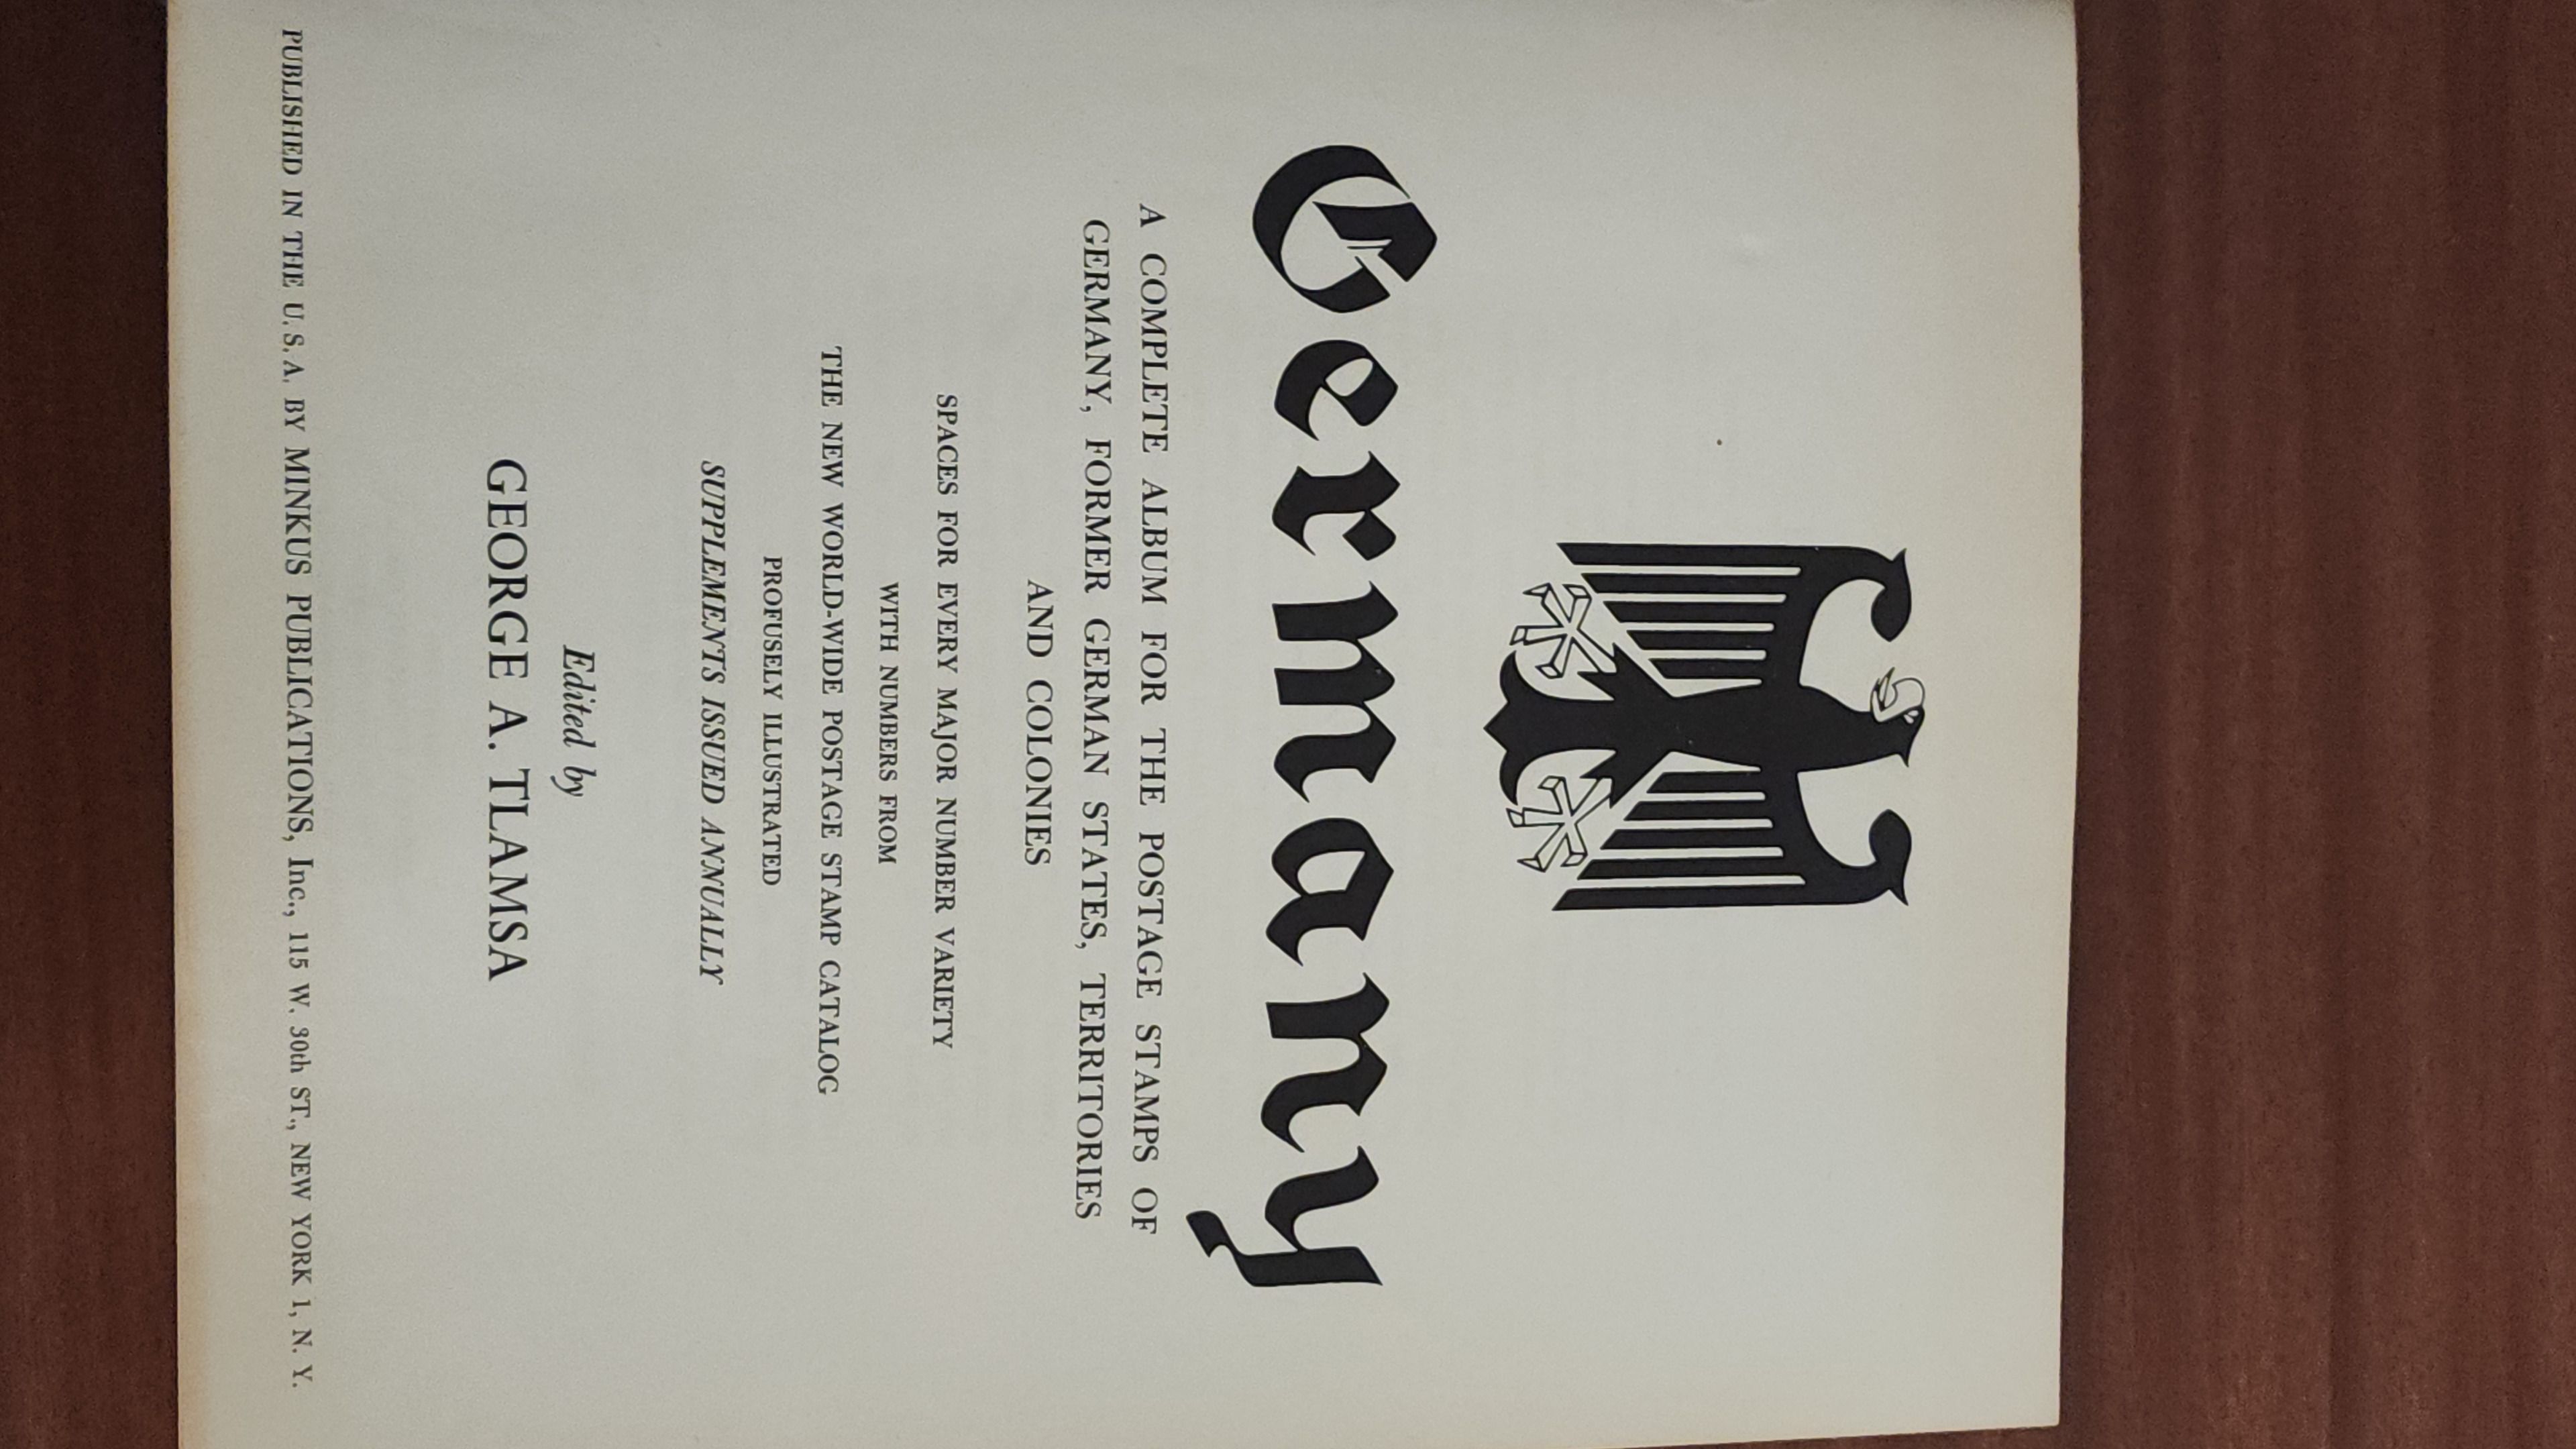 Germany
A COMPLETE ALBUM FOR THE POSTAGE STAMPS OF
GERMANY, FORMER GERMAN STATES, TERRITORIES
AND COLONIES
SPACES FOR EVERY MAJOR NUMBER VARIETY
WITH NUMBERS FROM
THE NEW WORLD-WIDE POSTAGE STAMP CATALOG
PROFUSELY ILLUSTRATED
SUPPLEMENTS ISSUED ANNUALLY
Edited by
GEORGE A. TLAMSA
PUBLISHED IN THE U. S. A. BY MINKUS PUBLICATIONS, Inc., 115 W. 30th ST., NEW YORK 1, N. Y.